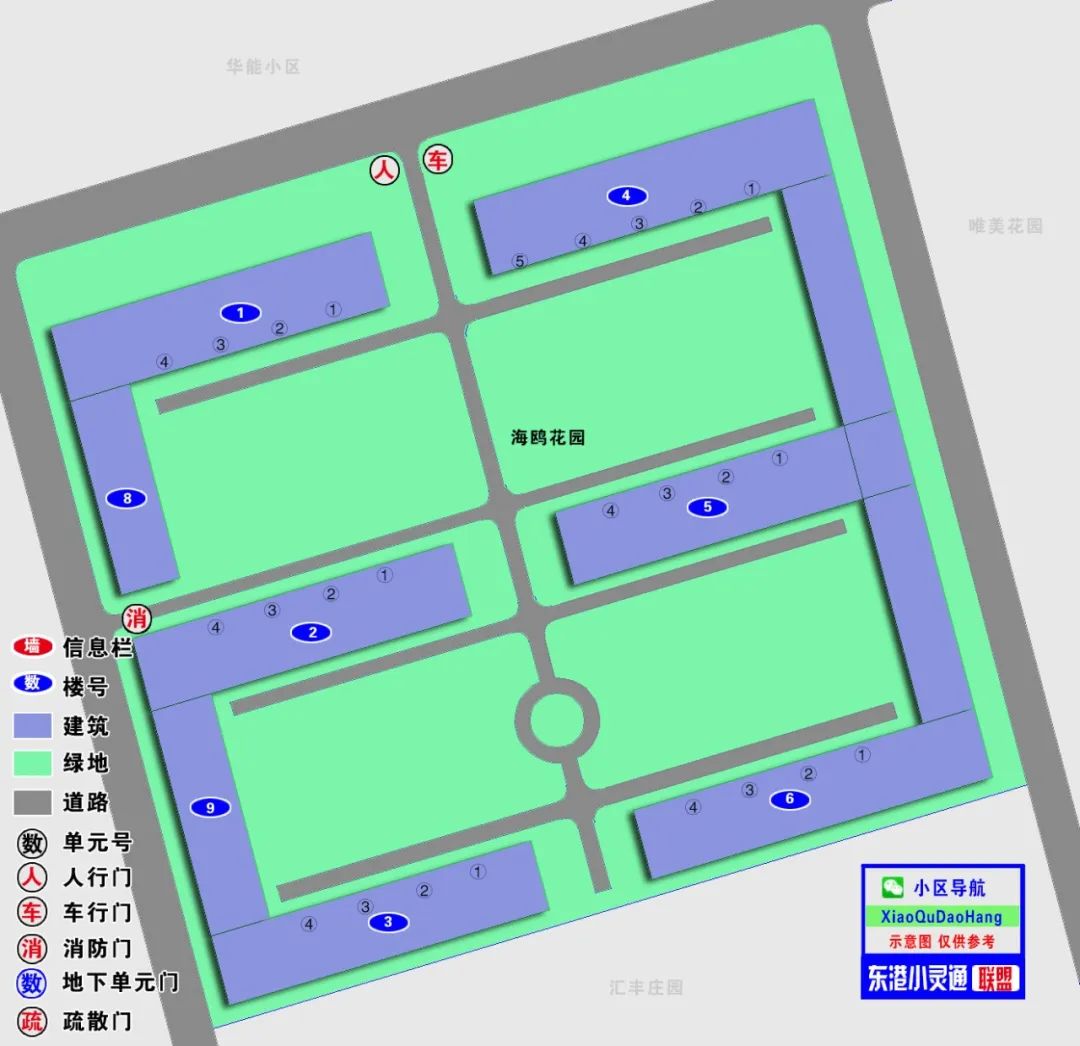 华能小区
人 车
4
① ② ③ ④ ⑤
唯美花园
1
① ② ③ ④
海鸥花园
8
5
① ② ③ ④
消
2
① ② ③ ④
9
6
① ② ③ ④
3
① ② ③ ④
汇丰庄园
墙 信息栏
数 楼号
建筑
绿地
道路
数 单元号
人 人行门
车 车行门
消 消防门
数 地下单元门
疏 疏散门
小区导航
XiaoQuDaoHang
示意图 仅供参考
东港小灵通 联盟